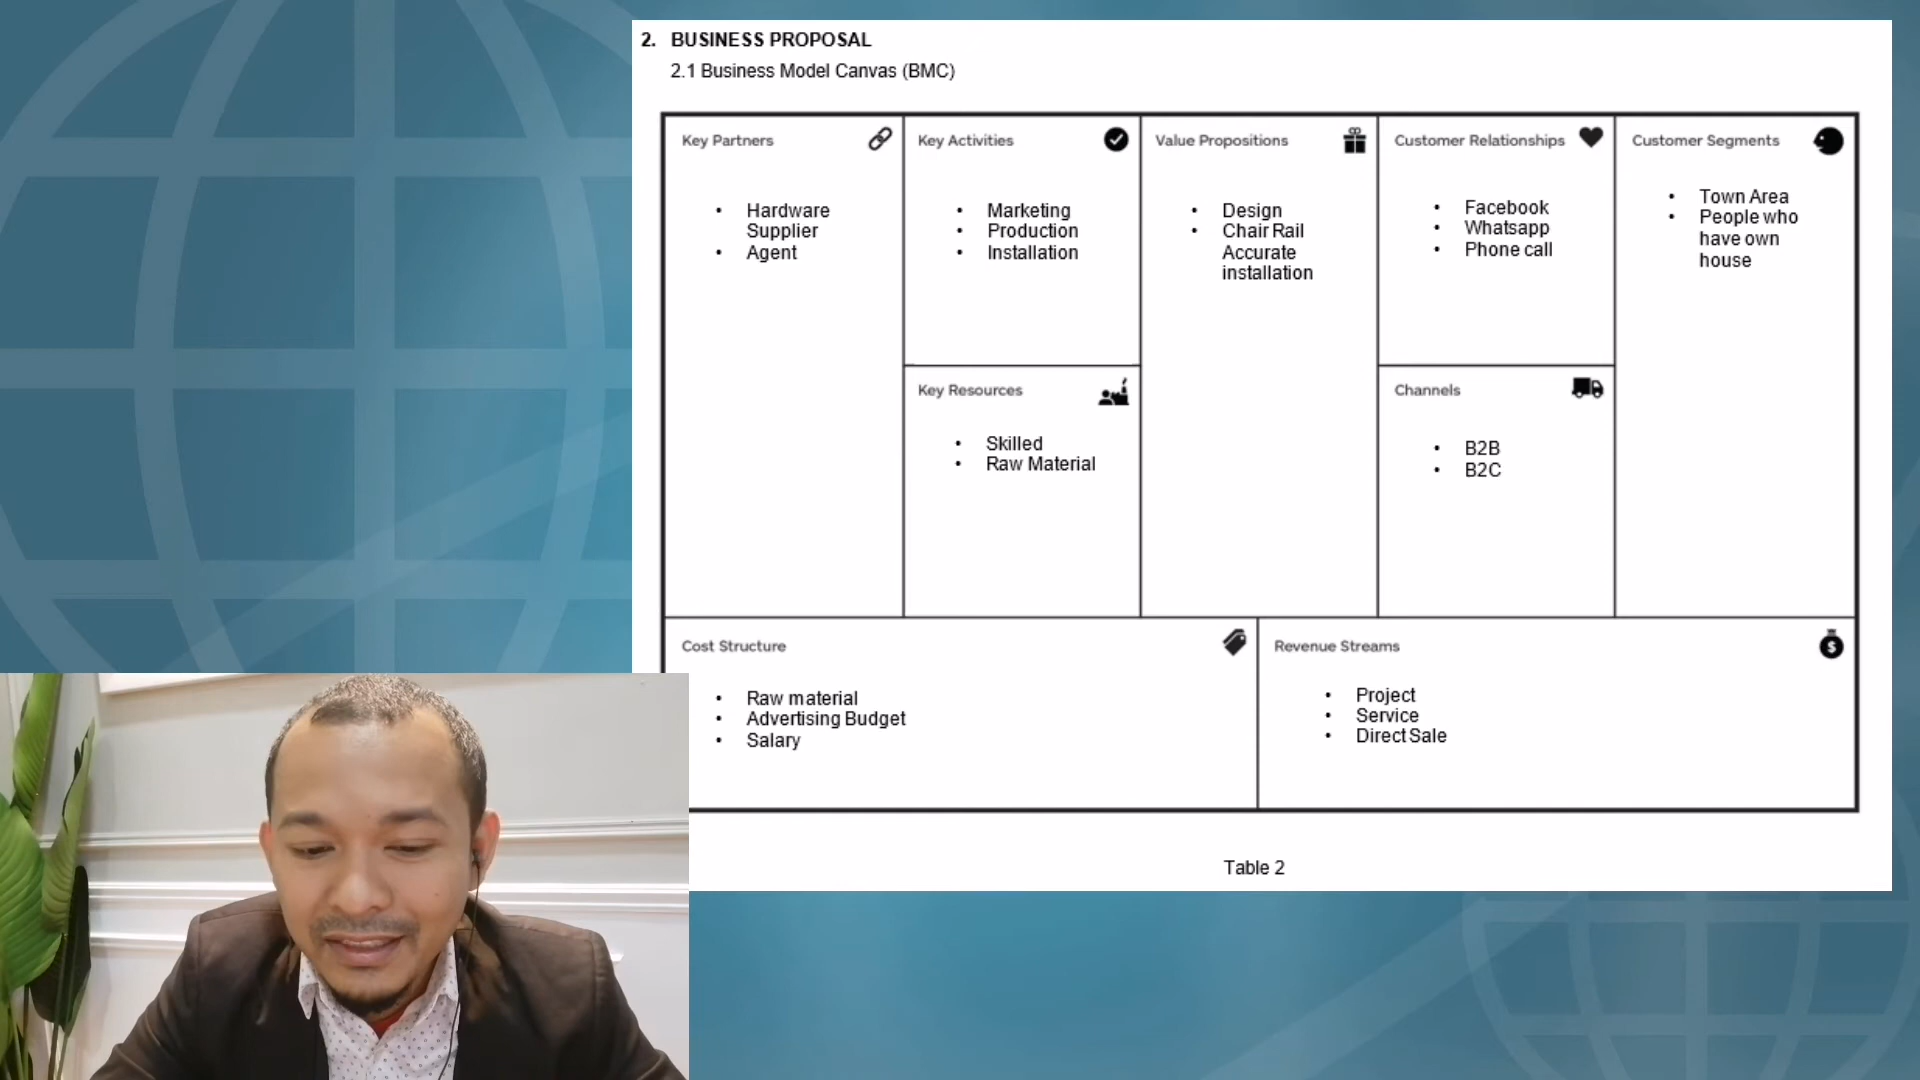 2. BUSINESS PROPOSAL
2.1 Business Model Canvas (BMC)
Key Partners
• Hardware
Supplier
• Agent
Key Activities
• Marketing
• Production
• Installation
Key Resources
• Skilled
• Raw Material
Value Propositions
• Design
• Chair Rail
Accurate
installation
Customer Relationships
• Facebook
• Whatsapp
• Phone call
Channels
• B2B
• B2C
Customer Segments
• Town Area
• People who
have own
house
Cost Structure
• Raw material
• Advertising Budget
• Salary
Revenue Streams
$
• Project
• Service
• Direct Sale
Table 2